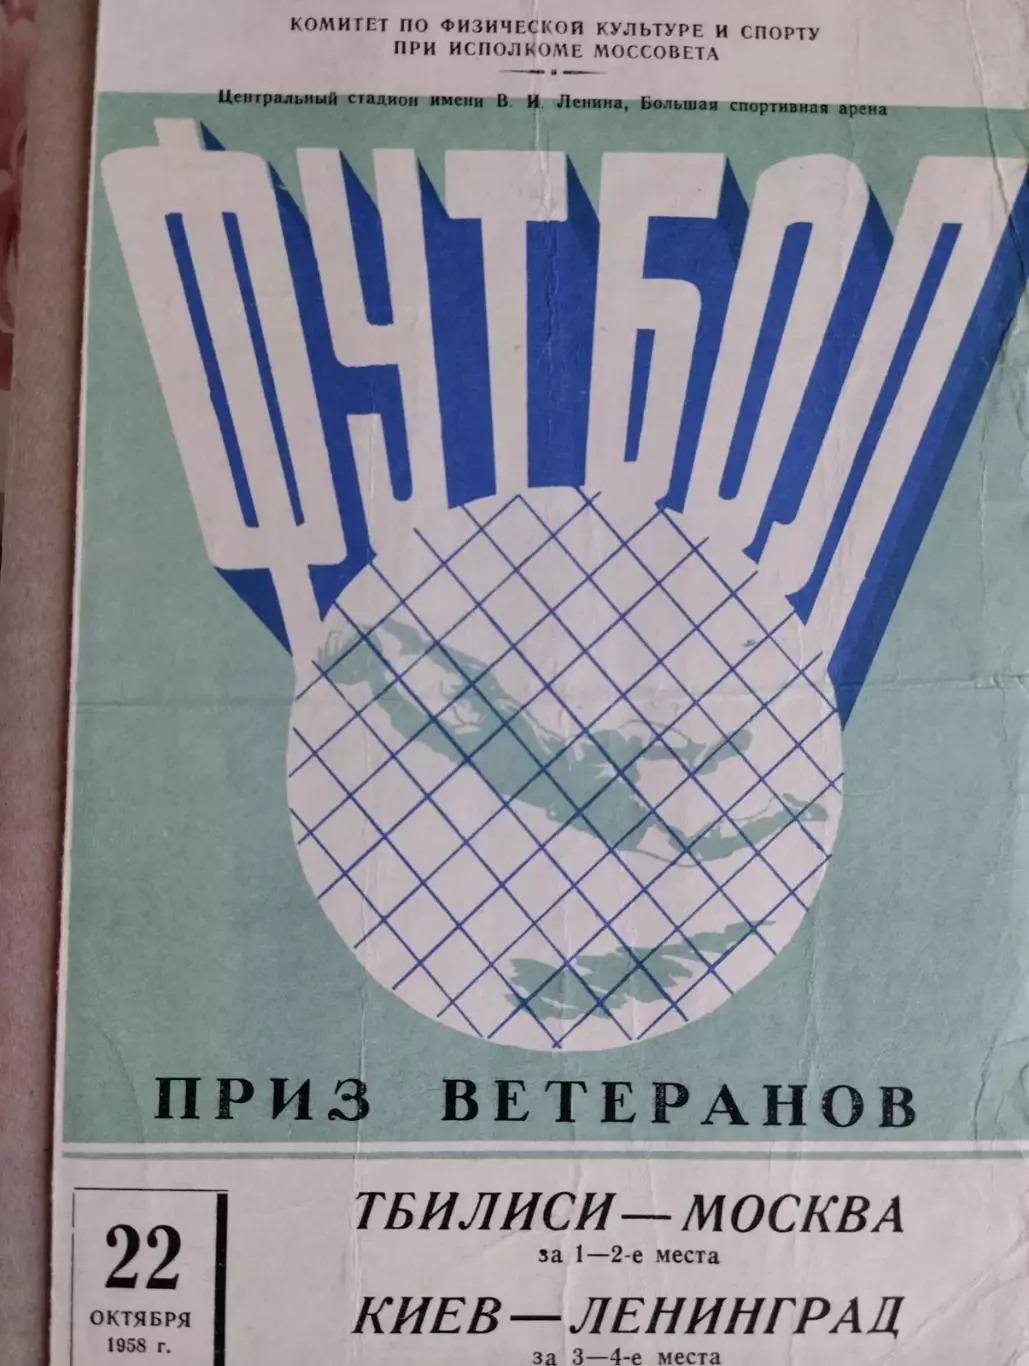 КОМИТЕТ ПО ФИЗИЧЕСКОЙ КУЛЬТУРЕ И СПОРТУ
ПРИ ИСПОЛКОМЕ МОССОВЕТА
Центральный стадион имени В. И. Ленина, Большая спортивная арена
ФУТБОЛ
ПРИЗ ВЕТЕРАНОВ
22
ОКТЯБРЯ
1958 г.
ТБИЛИСИ—МОСКВА
за 1—2-е места
КИЕВ—ЛЕНИНГРАД
за 3—4-е места